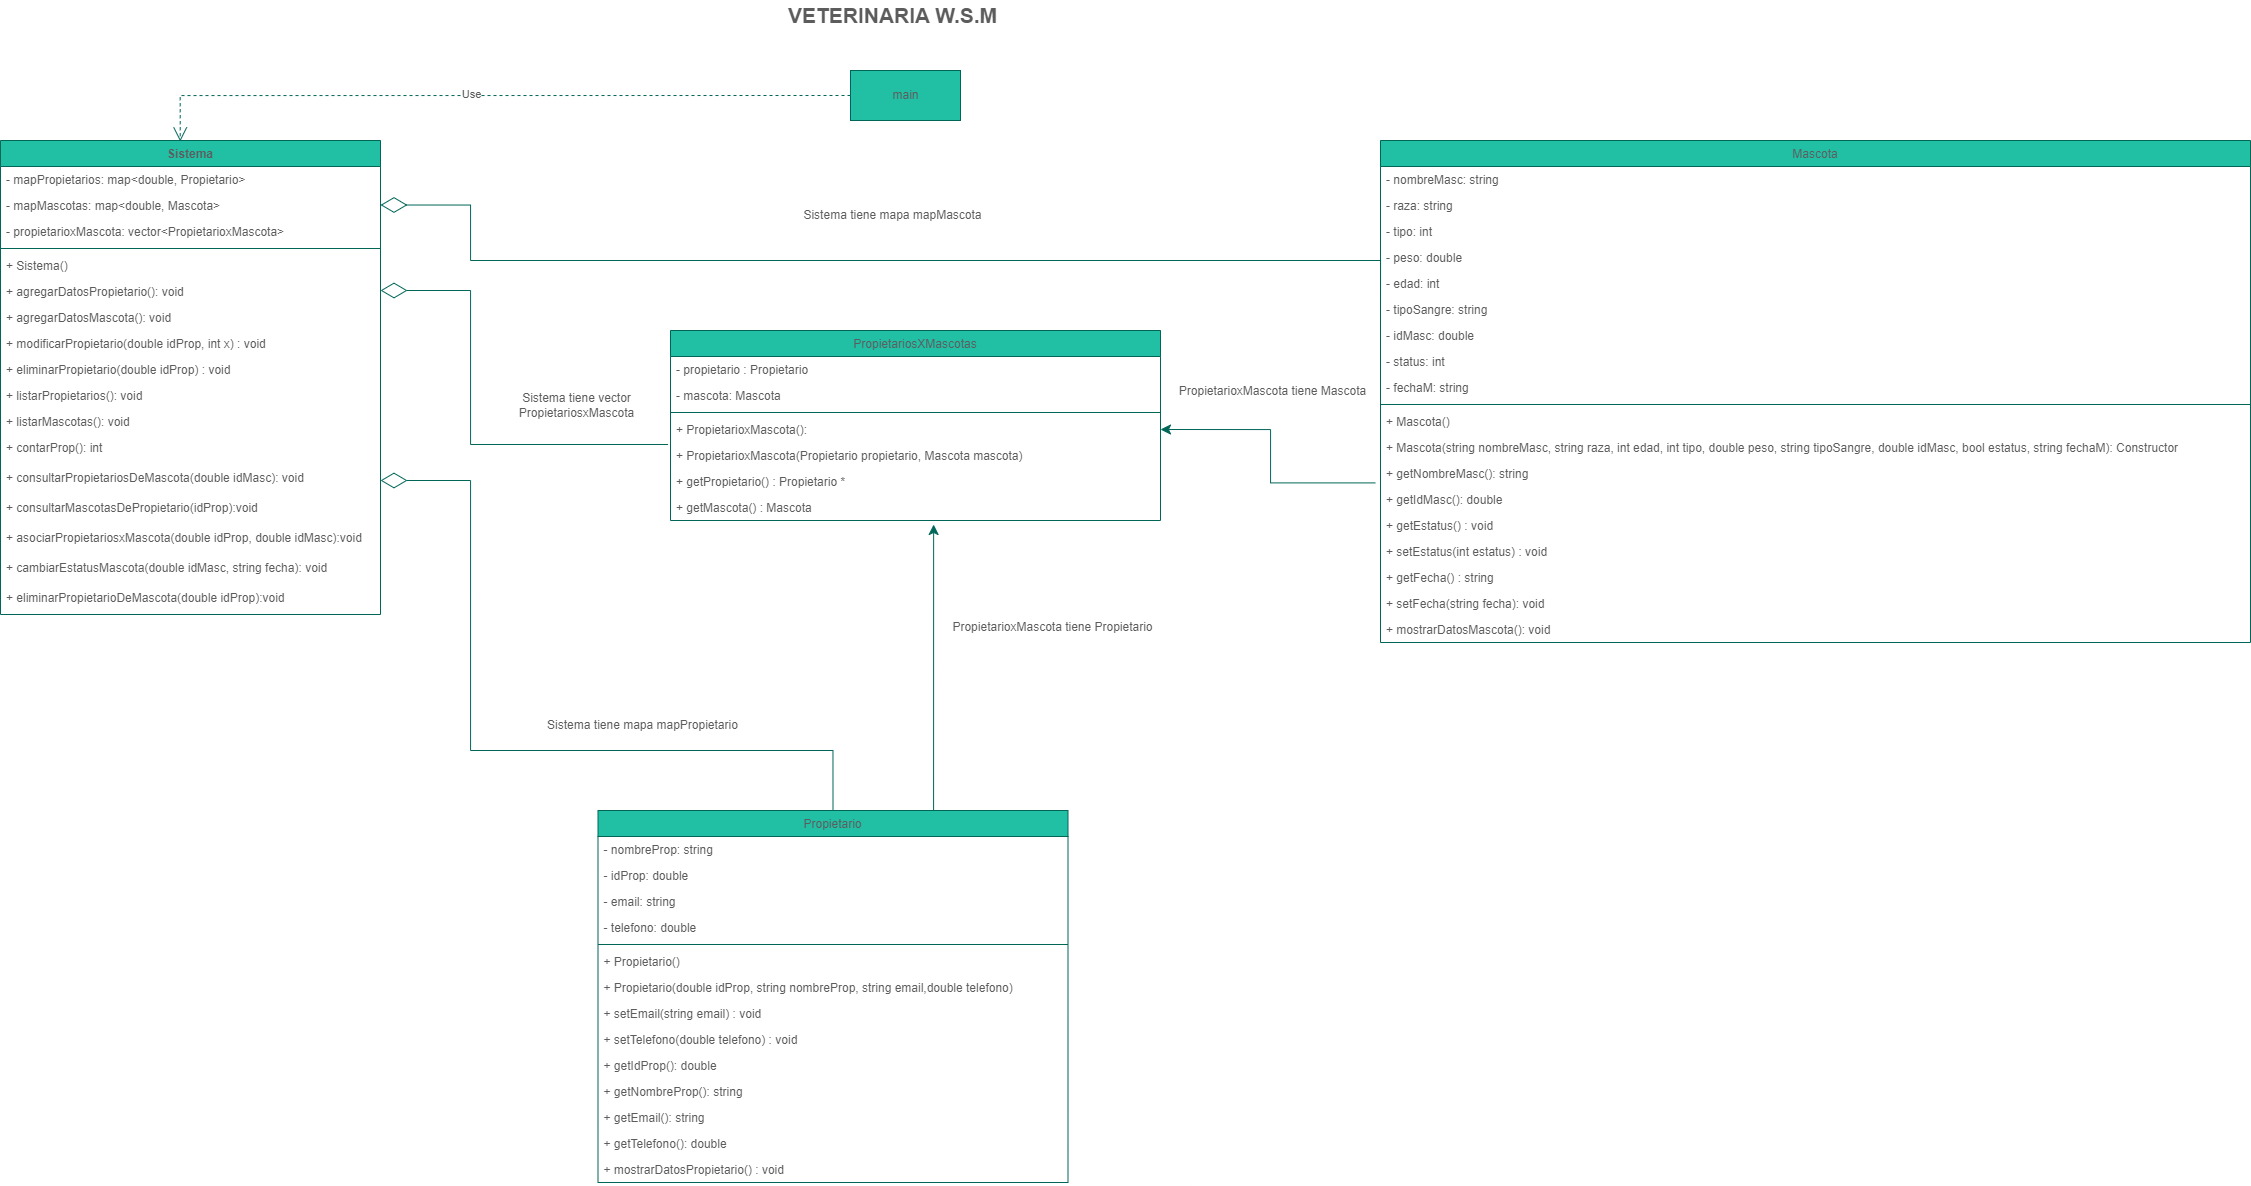 VETERINARIA W.S.M
main
Use
Sistema
- mapPropietarios: map<double, Propietario>
- mapMascotas: map<double, Mascota>
- propietarioxMascota: vector<PropietarioxMascota>
+ Sistema()
+ agregarDatosPropietario(): void
+ agregarDatosMascota(): void
+ modificarPropietario(double idProp, int x) : void
+ eliminarPropietario(double idProp) : void
+ listarPropietarios(): void
+ listarMascotas(): void
+ contarProp(): int
+ consultarPropietariosDeMascota(double idMasc): void
+ consultarMascotasDePropietario(idProp):void
+ asociarPropietariosxMascota(double idProp, double idMasc):void
+ cambiarEstatusMascota(double idMasc, string fecha): void
+ eliminarPropietarioDeMascota(double idProp):void
Sistema tiene mapa mapMascota
Sistema tiene vector
PropietariosxMascota
Sistema tiene mapa mapPropietario
PropietariosXMascotas
- propietario : Propietario
- mascota: Mascota
+ PropietarioxMascota():
+ PropietarioxMascota(Propietario propietario, Mascota mascota)
+ getPropietario() : Propietario *
+ getMascota() : Mascota
PropietarioxMascota tiene Mascota
PropietarioxMascota tiene Propietario
Mascota
- nombreMasc: string
- raza: string
- tipo: int
- peso: double
- edad: int
- tipoSangre: string
- idMasc: double
- status: int
- fechaM: string
+ Mascota()
+ Mascota(string nombreMasc, string raza, int edad, int tipo, double peso, string tipoSangre, double idMasc, bool estatus, string fechaM): Constructor
+ getNombreMasc(): string
+ getIdMasc(): double
+ getEstatus() : void
+ setEstatus(int estatus) : void
+ getFecha() : string
+ setFecha(string fecha): void
+ mostrarDatosMascota(): void
Propietario
- nombreProp: string
- idProp: double
- email: string
- telefono: double
+ Propietario()
+ Propietario(double idProp, string nombreProp, string email,double telefono)
+ setEmail(string email) : void
+ setTelefono(double telefono) : void
+ getIdProp(): double
+ getNombreProp(): string
+ getEmail(): string
+ getTelefono(): double
+ mostrarDatosPropietario() : void